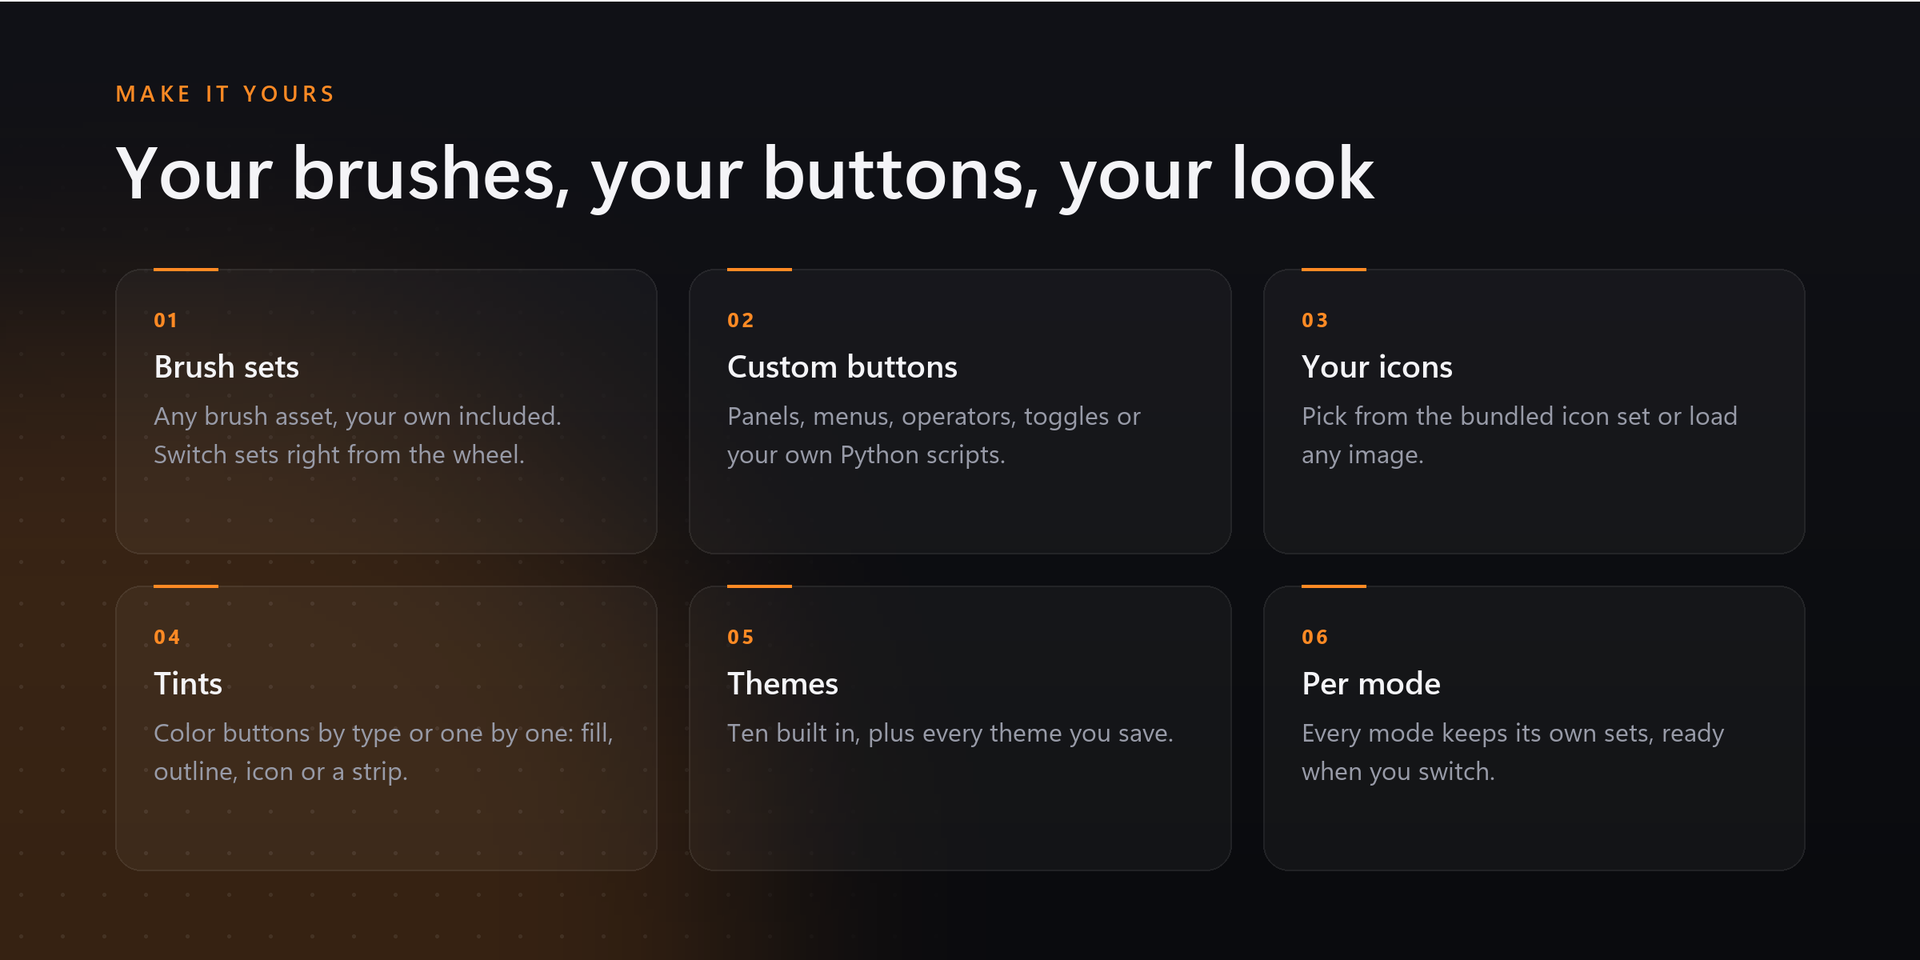 MAKE IT YOURS
Your brushes, your buttons, your look
01
Brush sets
Any brush asset, your own included.
Switch sets right from the wheel.
02
Custom buttons
Panels, menus, operators, toggles or
your own Python scripts.
03
Your icons
Pick from the bundled icon set or load
any image.
04
Tints
Color buttons by type or one by one: fill,
outline, icon or a strip.
05
Themes
Ten built in, plus every theme you save.
06
Per mode
Every mode keeps its own sets, ready
when you switch.